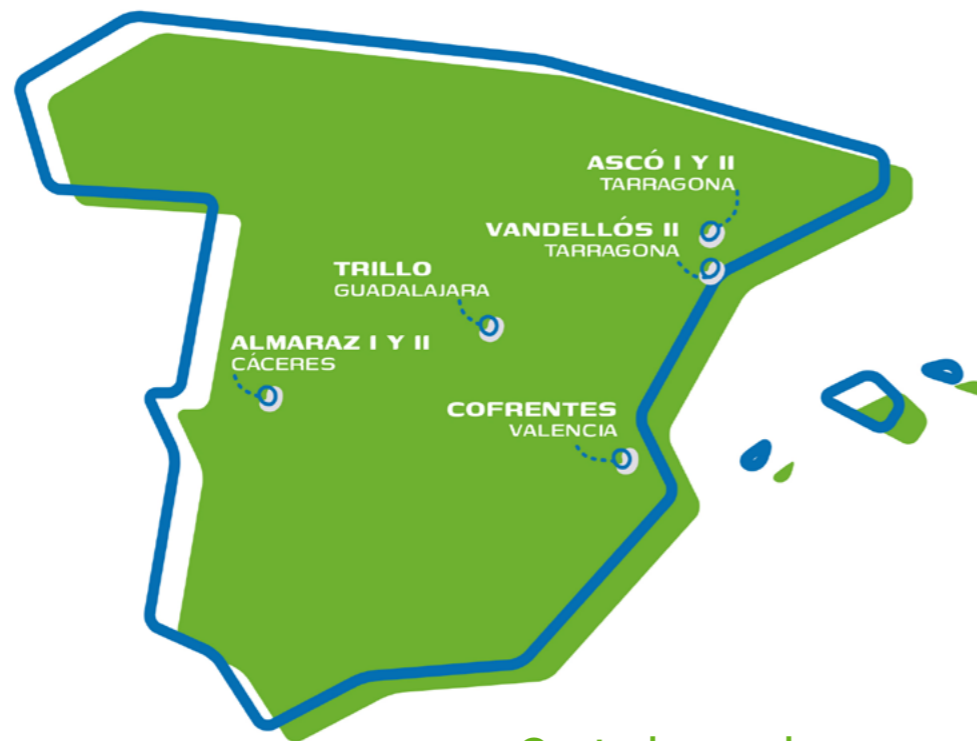 ASCÓ I Y II
TARRAGONA
VANDELLÓS II
TARRAGONA
TRILLO
GUADALAJARA
ALMARAZ I Y II
CÁCERES
COFRENTES
VALENCIA